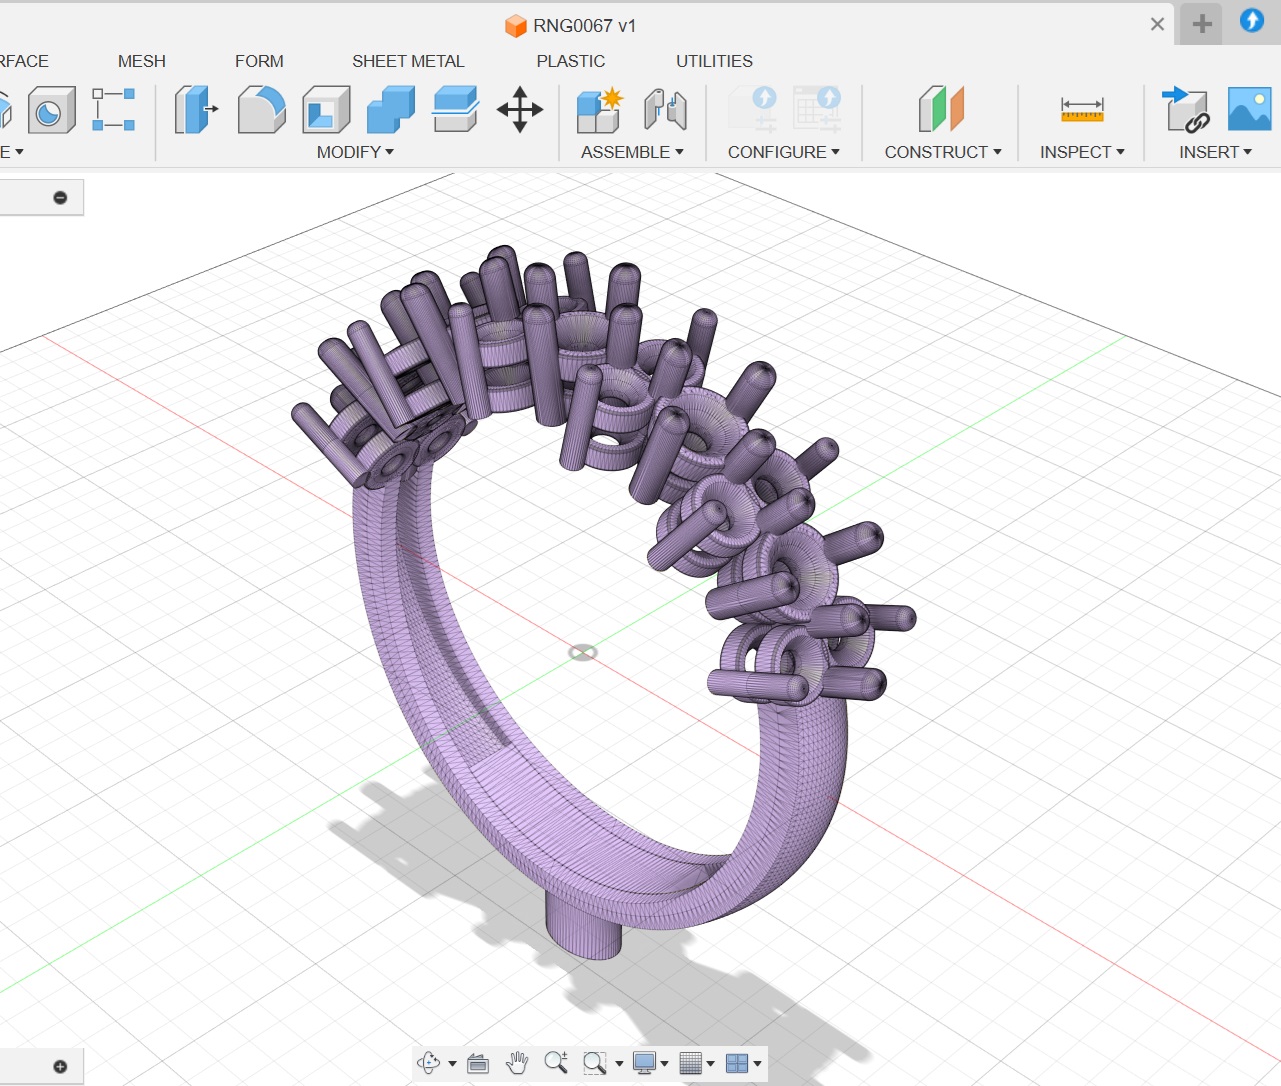 RNG0067 v1
RFACE
MESH
FORM
SHEET METAL
PLASTIC
UTILITIES
E
MODIFY
ASSEMBLE
CONFIGURE
CONSTRUCT
INSPECT
INSERT